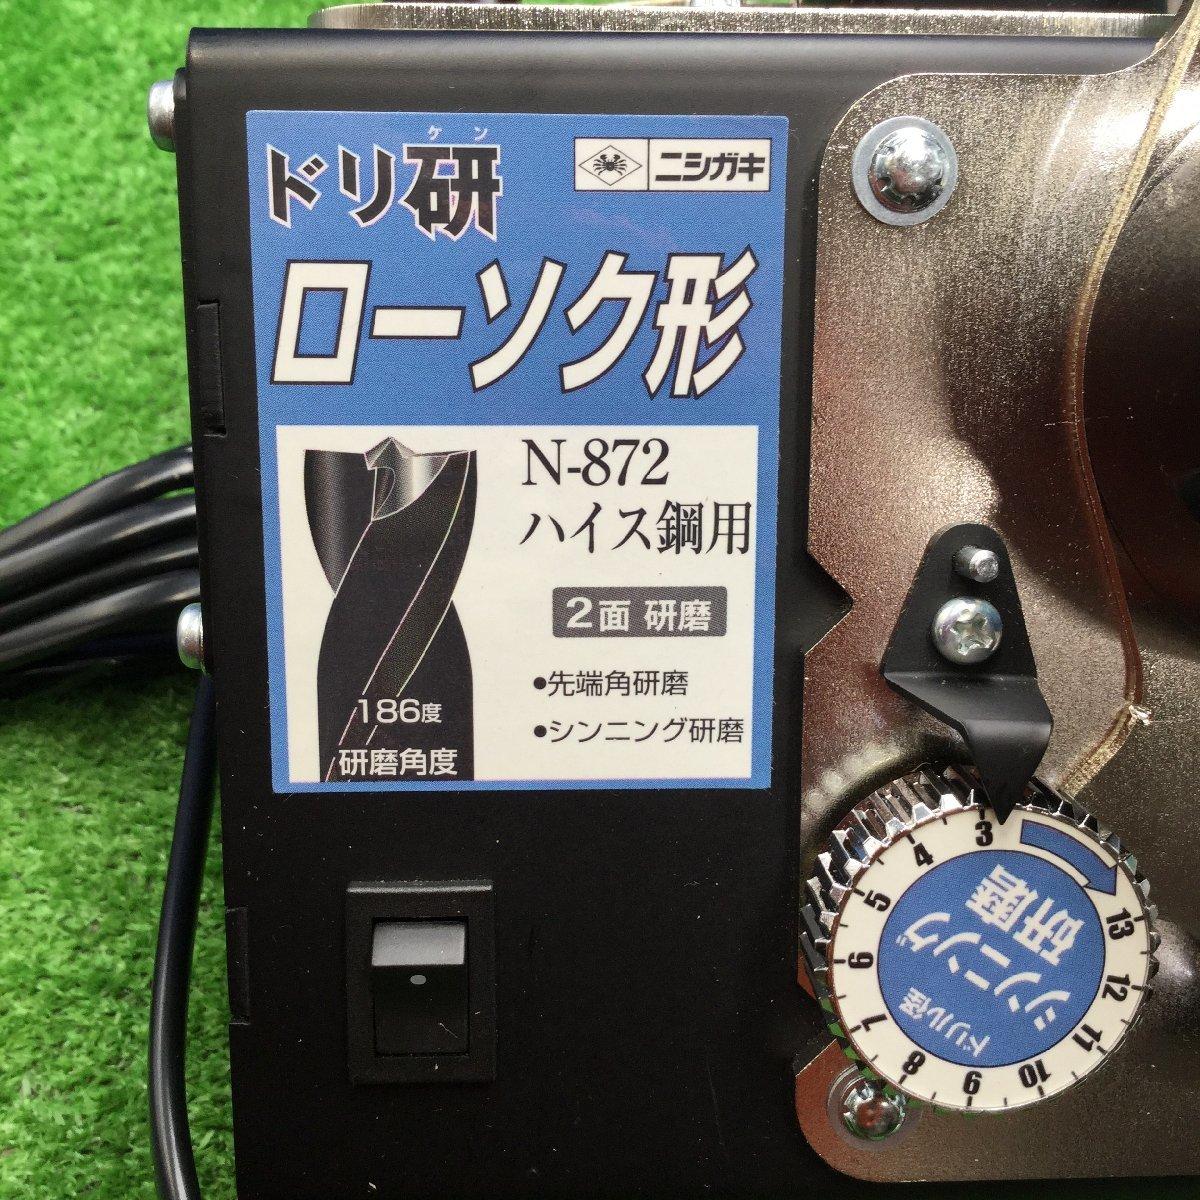 ケン
ドリ研
ニシガキ
ローソク形
N-872
ハイス鋼用
2面 研磨
•先端角研磨
•シンニング研磨
186度
研磨角度
3
4
5
6
7
8
9
10
11
12
13
ドリル径
シンニング
研磨